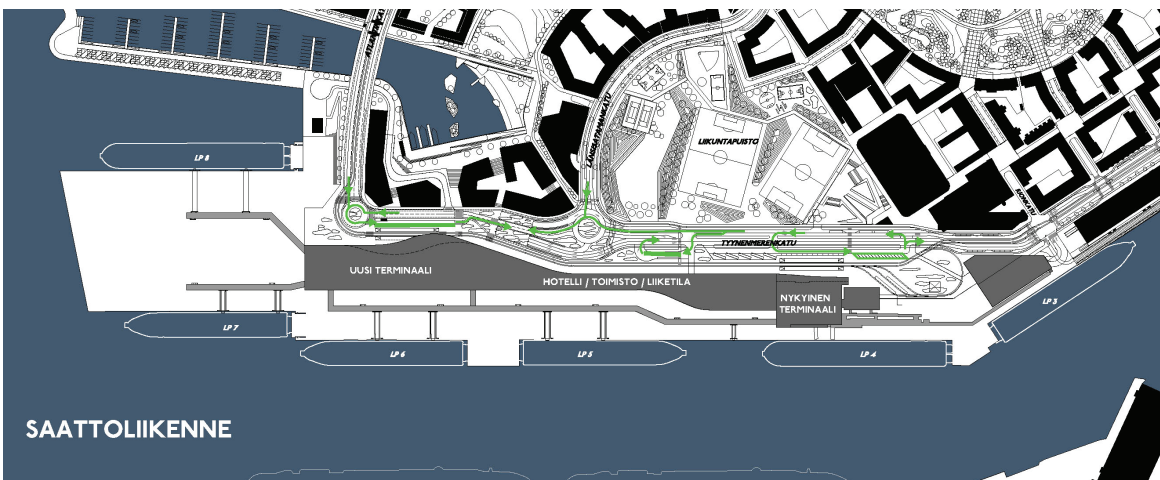 LP 8
LIIKUNTAPUISTO
TYYNENMERENKATU
UUSI TERMINAALI
HOTELLI / TOIMISTO / LIIKETILA
NYKYINEN
TERMINAALI
LP 3
LP 7
LP 6
LP 5
LP 4
SAATTOLIIKENNE